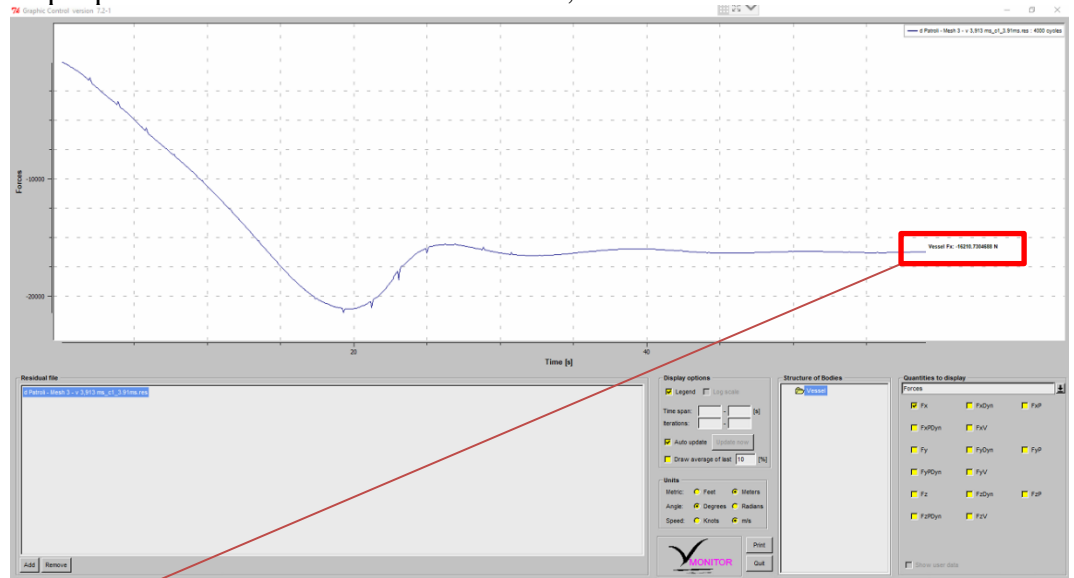 Graphic Control version 7.2-1
d Patroli - Mesh 3 - v 3,913 ms_c1_3.91ms.res : 4000 cycles
Forces
-10000
-20000
Vessel Fx: -16218.7384680 N
20
40
Time [s]
Residual file
d Patroli - Mesh 3 - v 3,913 ms_c1_3.91ms.res
Add
Remove
Display options
Legend
Log scale
Time span: - [s]
Iterations: -
Auto update
Update now
Draw average of last 10 [%]
Units
Metric: Feet Meters
Angle: Degrees Radians
Speed: Knots m/s
MONITOR
Print
Quit
Structure of Bodies
Vessel
Quantities to display
Forces
Fx FxDyn FxP
FxPDyn FxV
Fy FyDyn FyP
FyPDyn FyV
Fz FzDyn FzP
FzPDyn FzV
Show user data